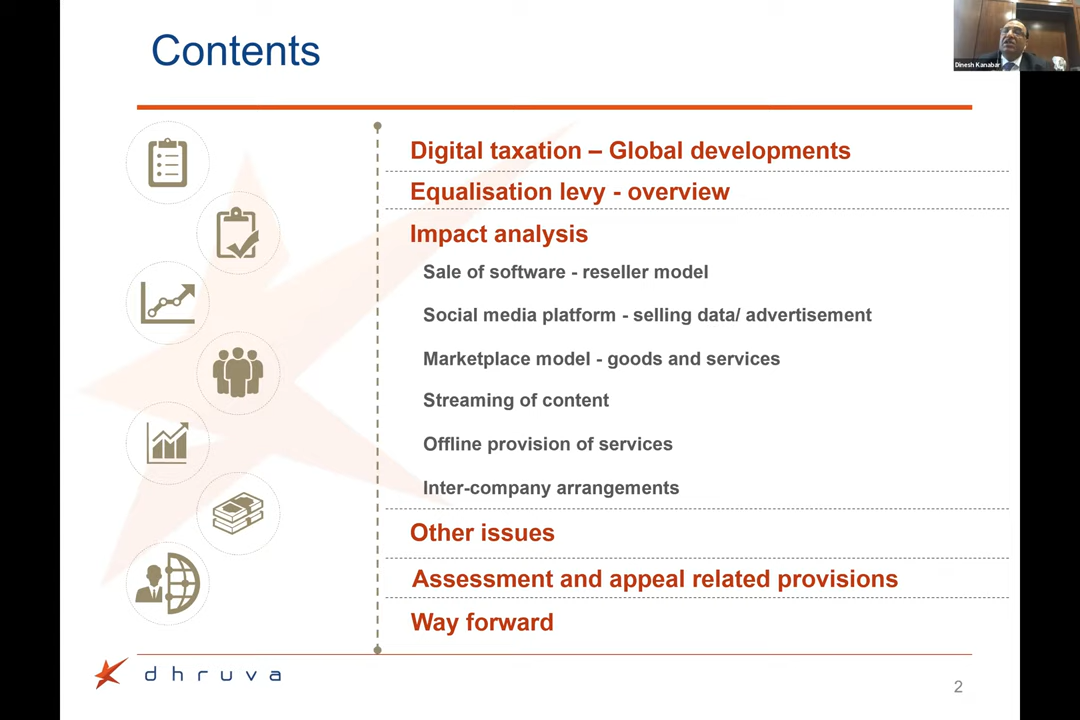 Contents
Dinesh Kanabar
Digital taxation – Global developments
Equalisation levy - overview
Impact analysis
Sale of software - reseller model
Social media platform - selling data/ advertisement
Marketplace model - goods and services
Streaming of content
Offline provision of services
Inter-company arrangements
Other issues
Assessment and appeal related provisions
Way forward
dhruva
2